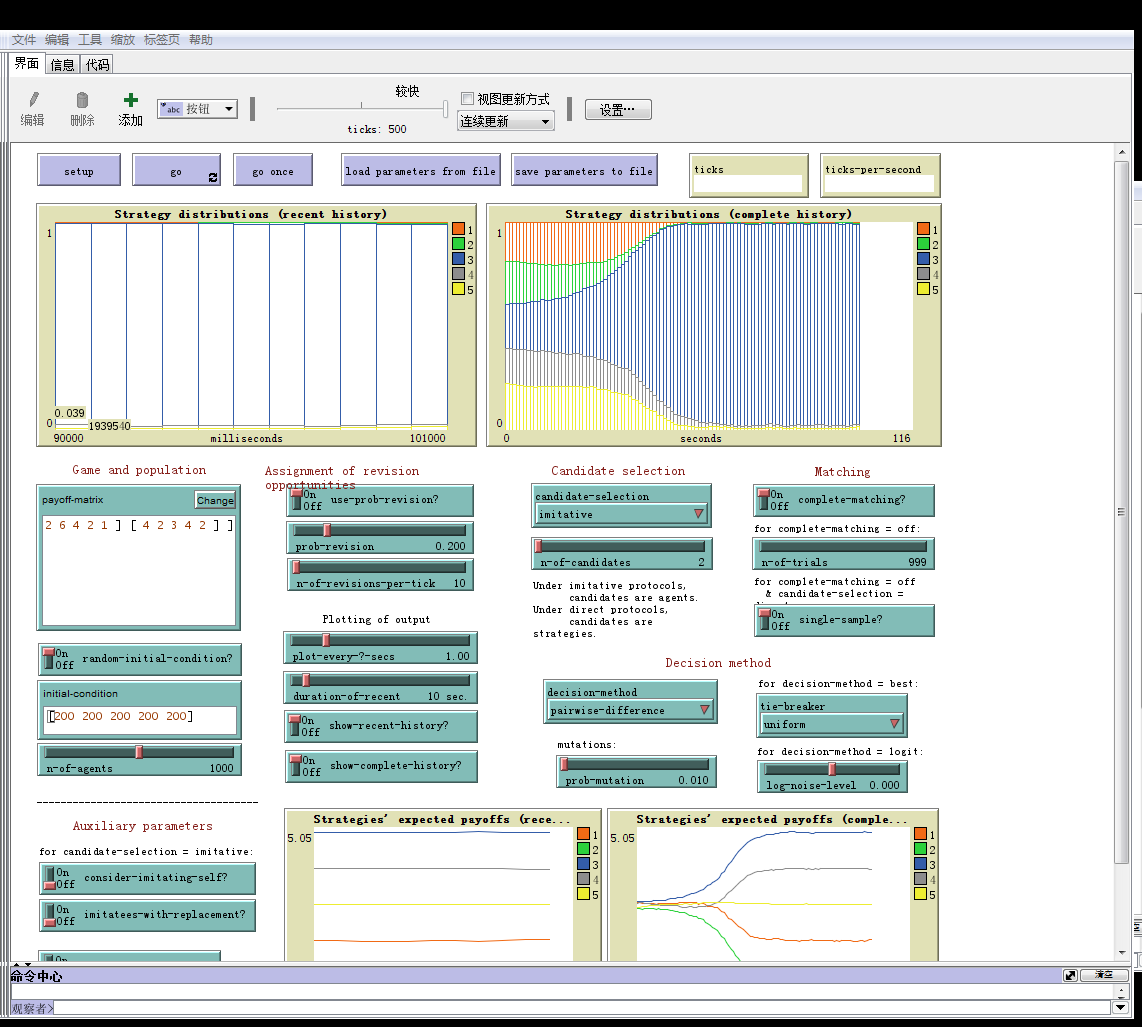 文件 编辑 工具 缩放 标签页 帮助
界面 信息 代码
编辑 删除 添加 abc 按钮
较快
ticks: 500
视图更新方式
连续更新
设置…
setup go go once load parameters from file save parameters to file
ticks ticks-per-second
Strategy distributions (recent history)
1
0
0.039
1939540
90000 milliseconds 101000
1
2
3
4
5
Strategy distributions (complete history)
1
0
0 seconds 116
1
2
3
4
5
Game and population
payoff-matrix Change
2 6 4 2 1 ] [ 4 2 3 4 2 ] ]
On
Off random-initial-condition?
initial-condition
[200 200 200 200 200]
n-of-agents 1000
Assignment of revision
opportunities
On
Off use-prob-revision?
prob-revision 0.200
n-of-revisions-per-tick 10
Plotting of output
plot-every-?-secs 1.00
duration-of-recent 10 sec.
On
Off show-recent-history?
On
Off show-complete-history?
Candidate selection
candidate-selection
imitative
n-of-candidates 2
Under imitative protocols,
candidates are agents.
Under direct protocols,
candidates are
strategies.
Matching
On
Off complete-matching?
for complete-matching = off:
n-of-trials 999
for complete-matching = off
& candidate-selection =
On
Off single-sample?
Decision method
decision-method
pairwise-difference
mutations:
prob-mutation 0.010
for decision-method = best:
tie-breaker
uniform
for decision-method = logit:
log-noise-level 0.000
--------------------------------
Auxiliary parameters
for candidate-selection = imitative:
On
Off consider-imitating-self?
On
Off imitatees-with-replacement?
On
Strategies' expected payoffs (rece...
5.05
1
2
3
4
5
Strategies' expected payoffs (comple...
5.05
1
2
3
4
5
命令中心 清空
观察者>